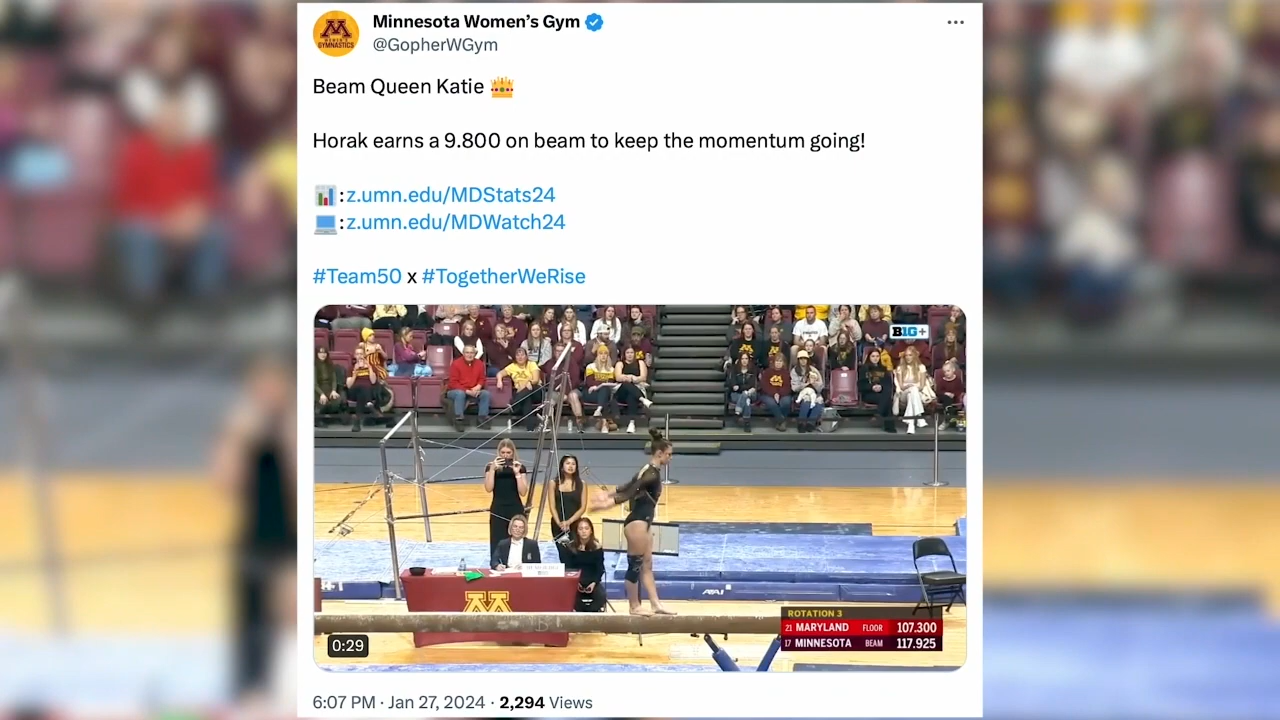 Minnesota Women's Gym
@GopherWGym
Beam Queen Katie 👑
Horak earns a 9.800 on beam to keep the momentum going!
📊:z.umn.edu/MDStats24
💻:z.umn.edu/MDWatch24
#Team50 x #TogetherWeRise
B1G+
ROTATION 3
21 MARYLAND FLOOR 107.300
17 MINNESOTA BEAM 117.925
0:29
6:07 PM · Jan 27, 2024 · 2,294 Views